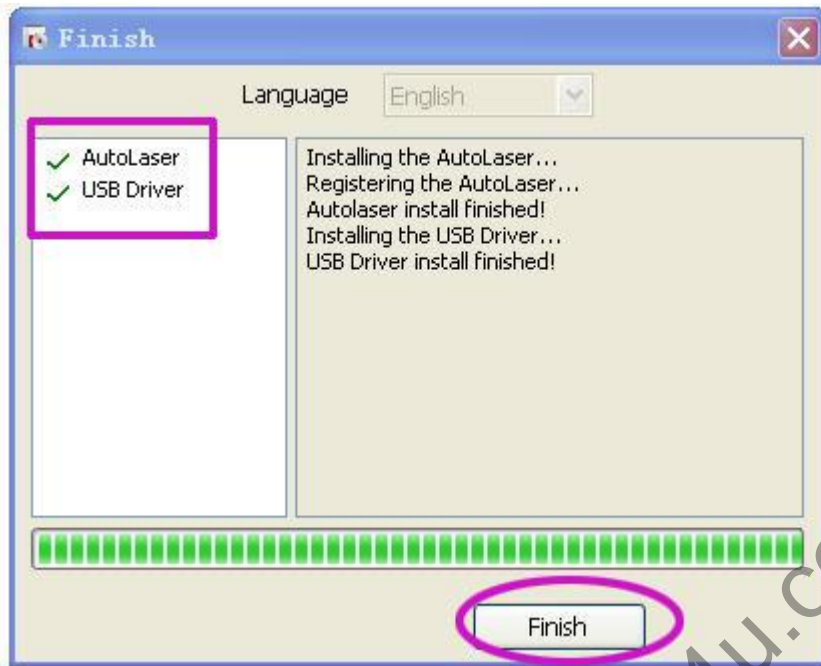 Finish
Language English
AutoLaser
USB Driver
Installing the AutoLaser...
Registering the AutoLaser...
Autolaser install finished!
Installing the USB Driver...
USB Driver install finished!
Finish